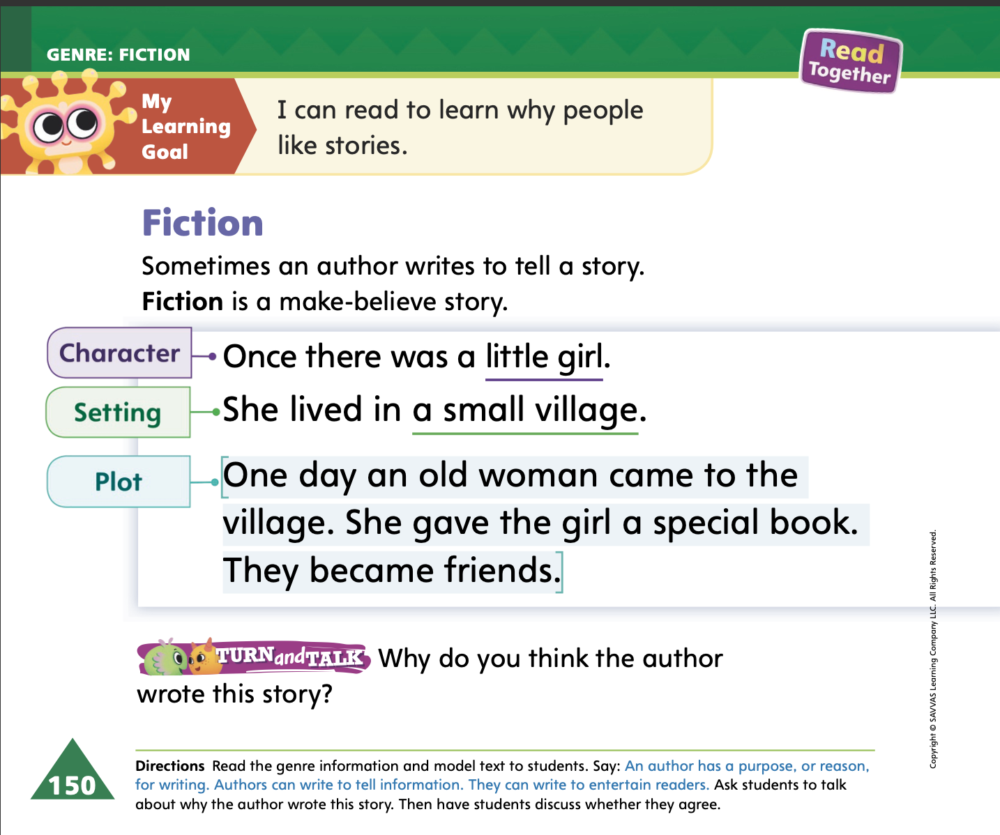 GENRE: FICTION
Read
Together
My
Learning
Goal
I can read to learn why people
like stories.
Fiction
Sometimes an author writes to tell a story.
Fiction is a make-believe story.
Character
Once there was a little girl.
Setting
She lived in a small village.
Plot
One day an old woman came to the
village. She gave the girl a special book.
They became friends.
TURN and TALK Why do you think the author
wrote this story?
150
Directions Read the genre information and model text to students. Say: An author has a purpose, or reason,
for writing. Authors can write to tell information. They can write to entertain readers. Ask students to talk
about why the author wrote this story. Then have students discuss whether they agree.
Copyright © SAVVAS Learning Company LLC. All Rights Reserved.